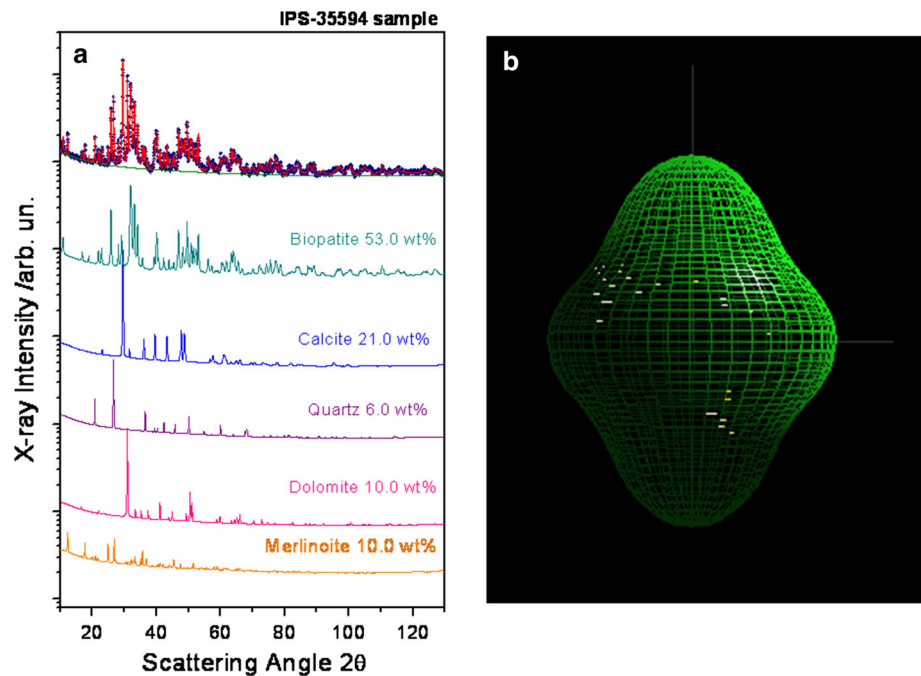 IPS-35594 sample
a
b
Biopatite 53.0 wt%
Calcite 21.0 wt%
Quartz 6.0 wt%
Dolomite 10.0 wt%
Merlinoite 10.0 wt%
X-ray Intensity /arb. un.
20 40 60 80 100 120
Scattering Angle 2θ